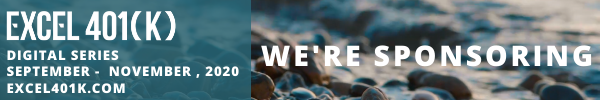 EXCEL 401(K)
DIGITAL SERIES
SEPTEMBER - NOVEMBER , 2020
EXCEL401K.COM
WE'RE SPONSORING